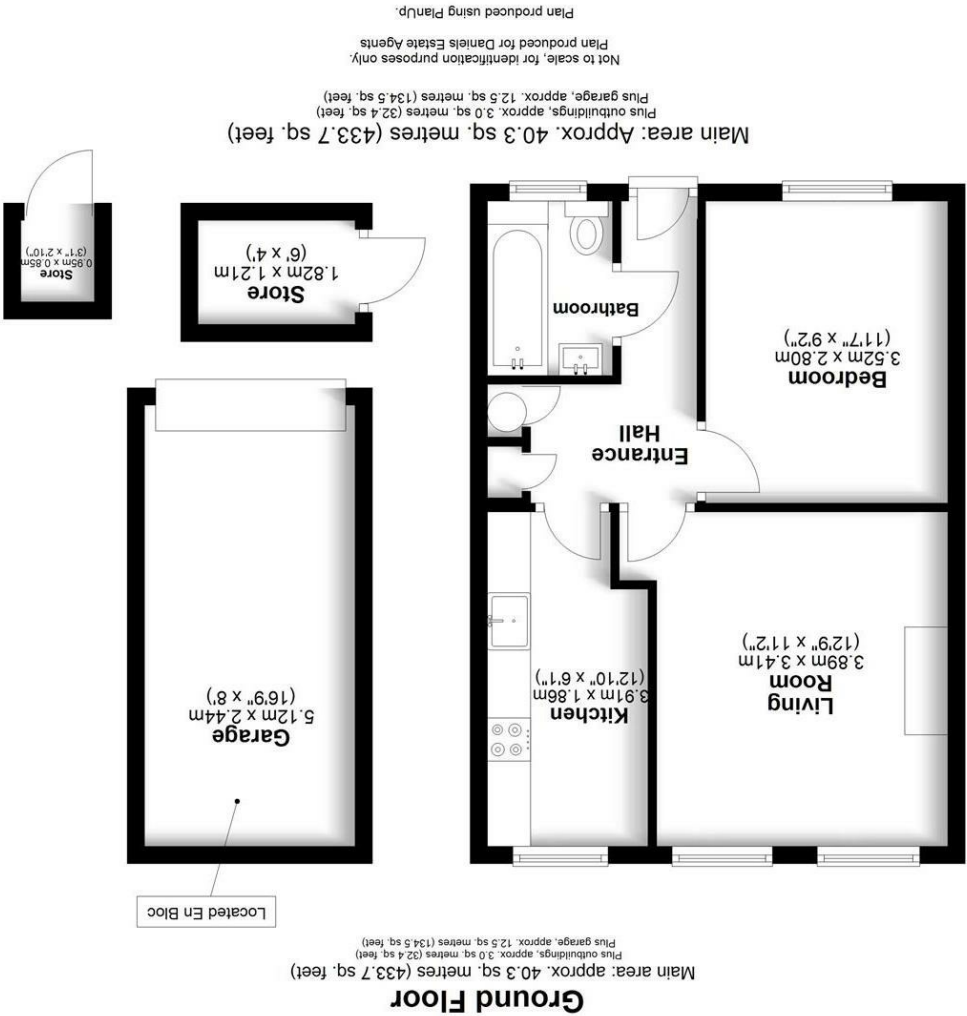 Ground Floor
Main area: approx. 40.3 sq. metres (433.7 sq. feet)
Plus outbuildings, approx. 3.0 sq. metres (32.4 sq. feet)
Plus garage, approx. 12.5 sq. metres (134.5 sq. feet)
Located En Bloc
Living
Room
3.89m x 3.41m
(12'9" x 11'2")
Kitchen
3.91m x 1.86m
(12'10" x 6'1")
Garage
5.12m x 2.44m
(16'9" x 8')
Entrance
Hall
Bedroom
3.52m x 2.80m
(11'7" x 9'2")
Bathroom
Store
1.82m x 1.21m
(6' x 4')
Store
0.95m x 0.85m
(3'1" x 2'10")
Main area: Approx. 40.3 sq. metres (433.7 sq. feet)
Plus outbuildings, approx. 3.0 sq. metres (32.4 sq. feet)
Plus garage, approx. 12.5 sq. metres (134.5 sq. feet)
Not to scale, for identification purposes only.
Plan produced for Daniels Estate Agents
Plan produced using PlanUp.